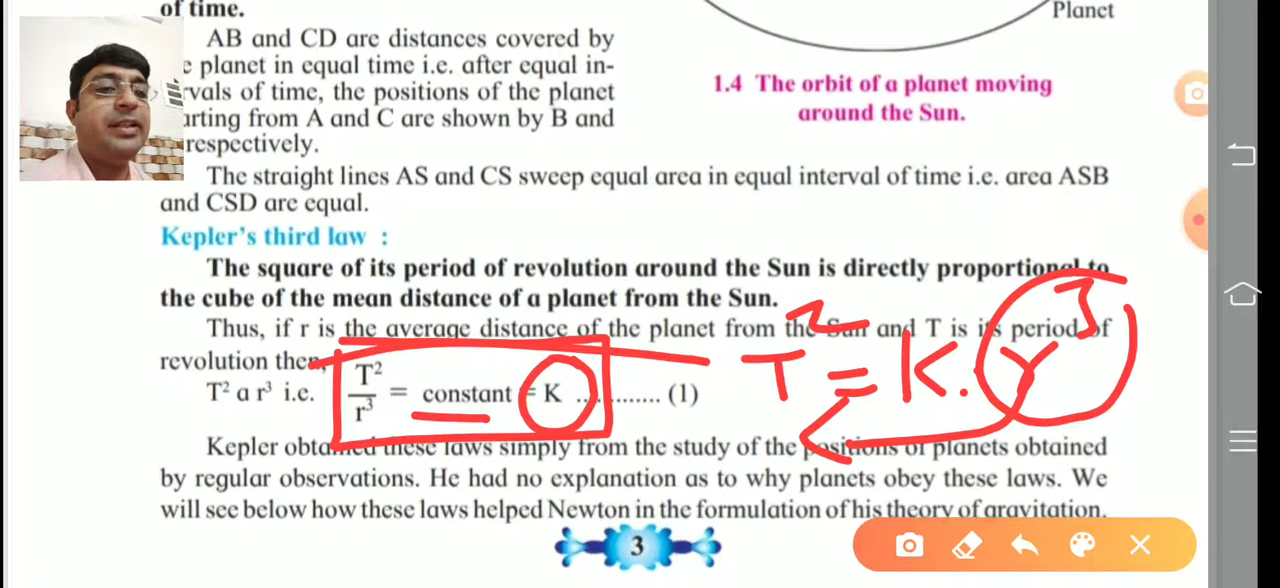 of time.
Planet
AB and CD are distances covered by
e planet in equal time i.e. after equal in-
rvals of time, the positions of the planet
arting from A and C are shown by B and
respectively.
1.4 The orbit of a planet moving
around the Sun.
The straight lines AS and CS sweep equal area in equal interval of time i.e. area ASB
and CSD are equal.
Kepler's third law :
The square of its period of revolution around the Sun is directly proportional to
the cube of the mean distance of a planet from the Sun.
Thus, if r is the average distance of the planet from the Sun and T is its period of
revolution then,
T² α r³ i.e. T²/r³ = constant = K ........... (1)
T² = K.r³
Kepler obtained these laws simply from the study of the positions of planets obtained
by regular observations. He had no explanation as to why planets obey these laws. We
will see below how these laws helped Newton in the formulation of his theory of gravitation.
3